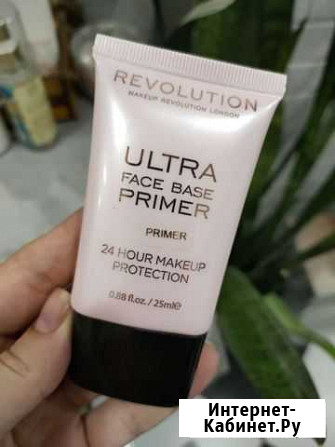 REVOLUTION
MAKEUP REVOLUTION LONDON
ULTRA
FACE BASE
PRIMER
PRIMER
24 HOUR MAKEUP
PROTECTION
0.88 fl.oz. / 25ml℮
Интернет-
Кабинет.Ру